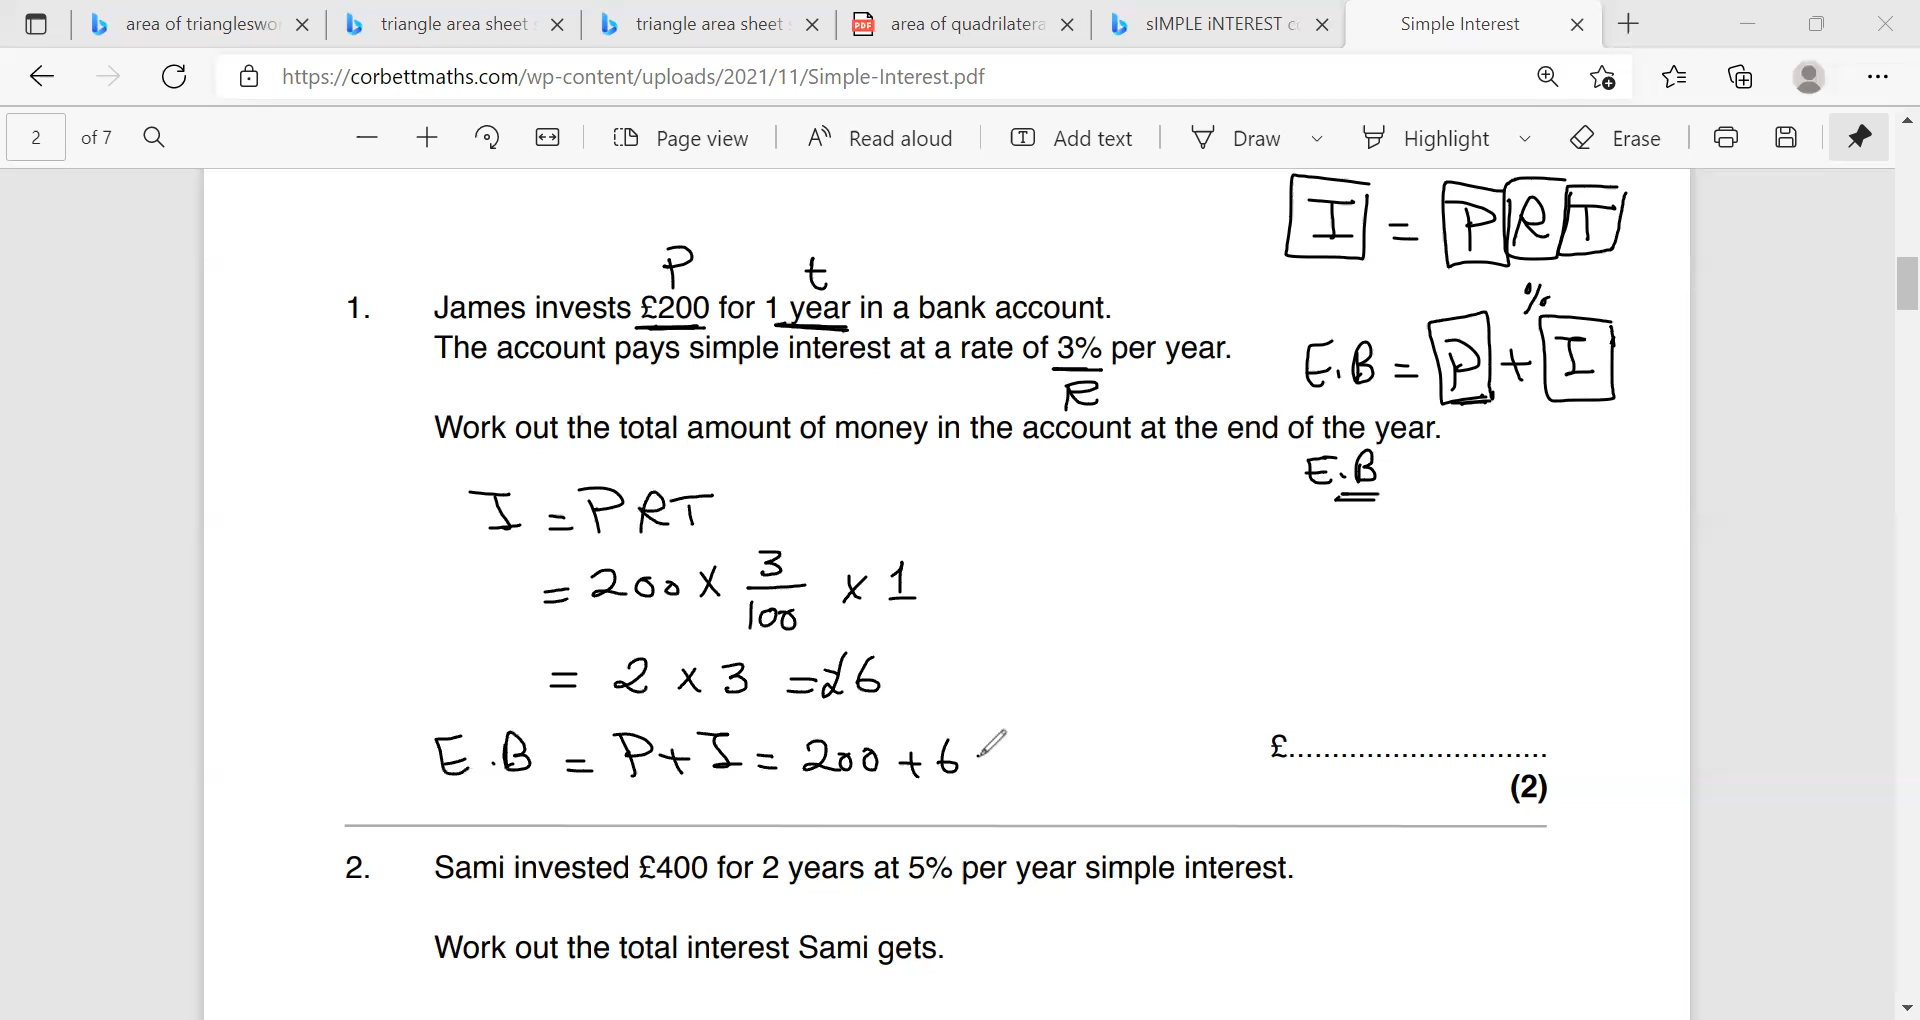 area of triangleswo
triangle area sheet
triangle area sheet
area of quadrilatera
sIMPLE iNTEREST co
Simple Interest
https://corbettmaths.com/wp-content/uploads/2021/11/Simple-Interest.pdf
2 of 7 Page view Read aloud Add text Draw Highlight Erase
I = PRT
P t
%
1. James invests £200 for 1 year in a bank account.
The account pays simple interest at a rate of 3% per year.
E.B = P + I
R
Work out the total amount of money in the account at the end of the year.
E.B
I = PRT
= 200 × 3/100 × 1
= 2 × 3 = £6
E.B = P + I = 200 + 6
£............................
(2)
2. Sami invested £400 for 2 years at 5% per year simple interest.
Work out the total interest Sami gets.